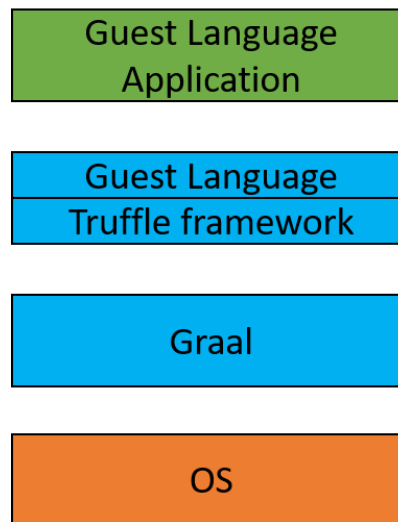 Guest Language
Application
Guest Language
Truffle framework
Graal
OS